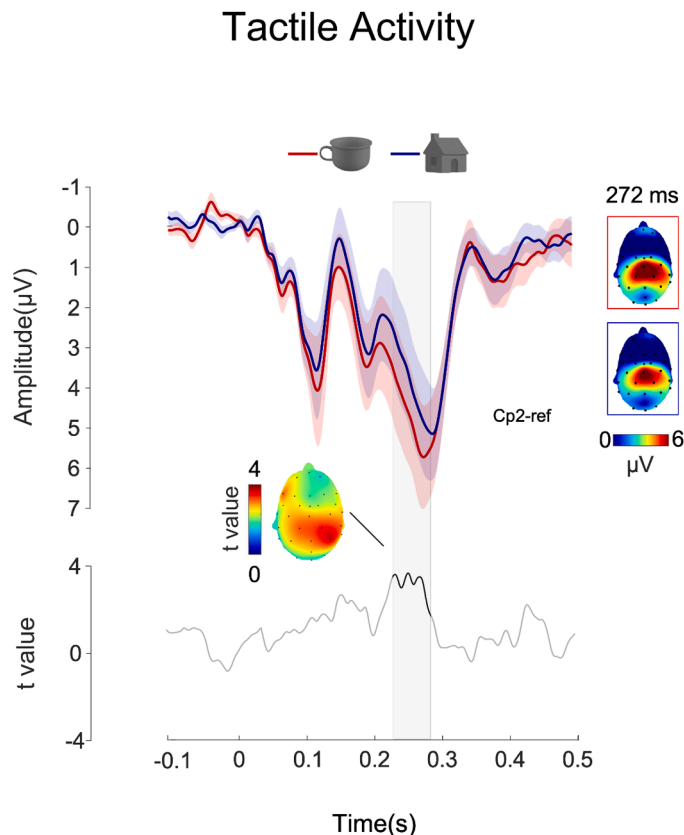 Tactile Activity
-1
0
1
2
3
4
5
6
7
Amplitude(µV)
272 ms
Cp2-ref
0 6
µV
4
t value
0
4
0
-4
t value
-0.1 0 0.1 0.2 0.3 0.4 0.5
Time(s)